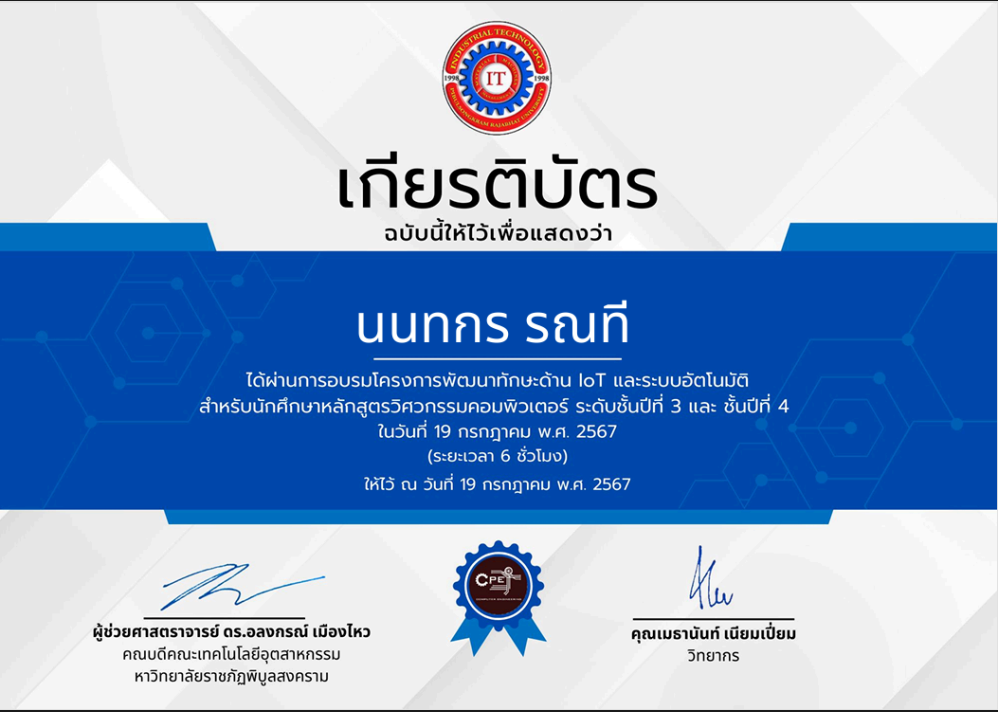 INDUSTRIAL TECHNOLOGY
1998 IT 1998
PIBULSONGKRAM RAJABHAT UNIVERSITY
เกียรติบัตร
ฉบับนี้ให้ไว้เพื่อแสดงว่า
นนทกร รณที
ได้ผ่านการอบรมโครงการพัฒนาทักษะด้าน IoT และระบบอัตโนมัติ
สำหรับนักศึกษาหลักสูตรวิศวกรรมคอมพิวเตอร์ ระดับชั้นปีที่ 3 และ ชั้นปีที่ 4
ในวันที่ 19 กรกฎาคม พ.ศ. 2567
(ระยะเวลา 6 ชั่วโมง)
ให้ไว้ ณ วันที่ 19 กรกฎาคม พ.ศ. 2567
CPE
COMPUTER ENGINEERING
ผู้ช่วยศาสตราจารย์ ดร.อลงกรณ์ เมืองไหว
คณบดีคณะเทคโนโลยีอุตสาหกรรม
หาวิทยาลัยราชภัฏพิบูลสงคราม
คุณเมธานันท์ เนียมเปี่ยม
วิทยากร